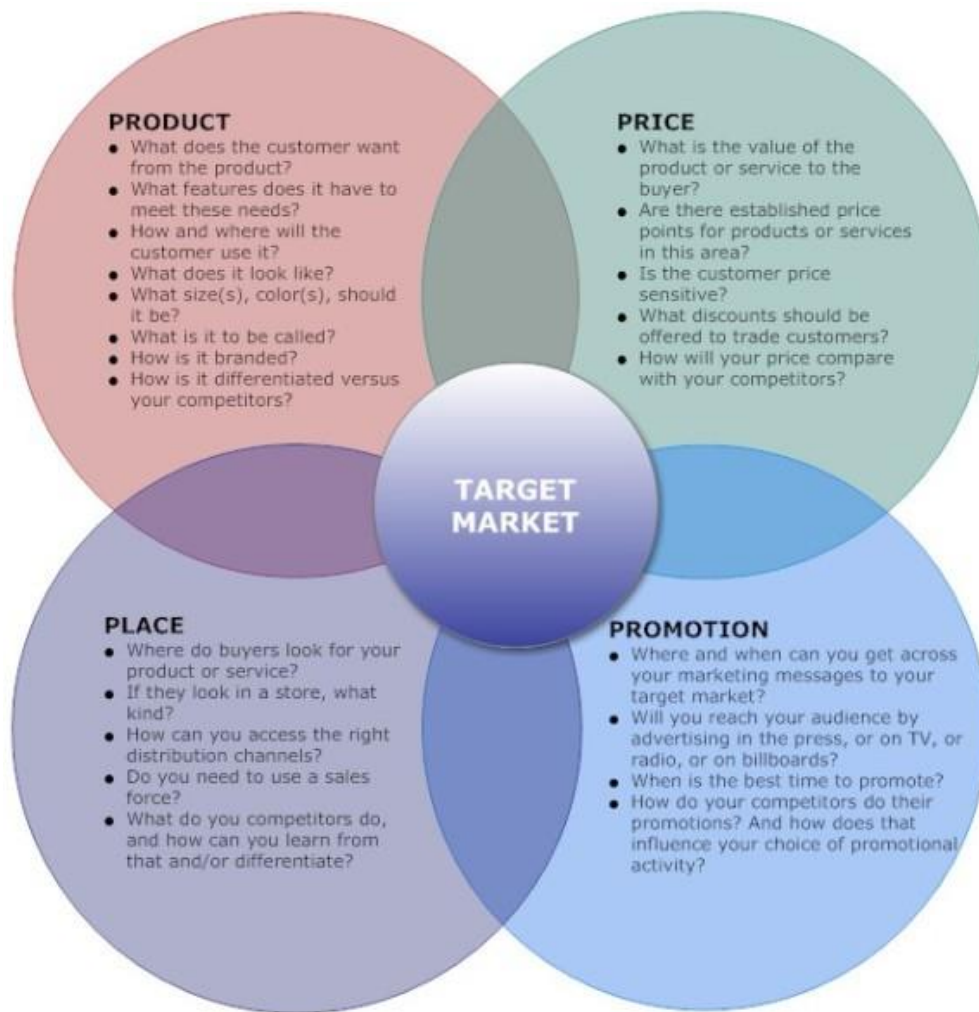 PRODUCT
● What does the customer want
from the product?
● What features does it have to
meet these needs?
● How and where will the
customer use it?
● What does it look like?
● What size(s), color(s), should
it be?
● What is it to be called?
● How is it branded?
● How is it differentiated versus
your competitors?
PRICE
● What is the value of the
product or service to the
buyer?
● Are there established price
points for products or services
in this area?
● Is the customer price
sensitive?
● What discounts should be
offered to trade customers?
● How will your price compare
with your competitors?
TARGET
MARKET
PLACE
● Where do buyers look for your
product or service?
● If they look in a store, what
kind?
● How can you access the right
distribution channels?
● Do you need to use a sales
force?
● What do you competitors do,
and how can you learn from
that and/or differentiate?
PROMOTION
● Where and when can you get across
your marketing messages to your
target market?
● Will you reach your audience by
advertising in the press, or on TV, or
radio, or on billboards?
● When is the best time to promote?
● How do your competitors do their
promotions? And how does that
influence your choice of promotional
activity?